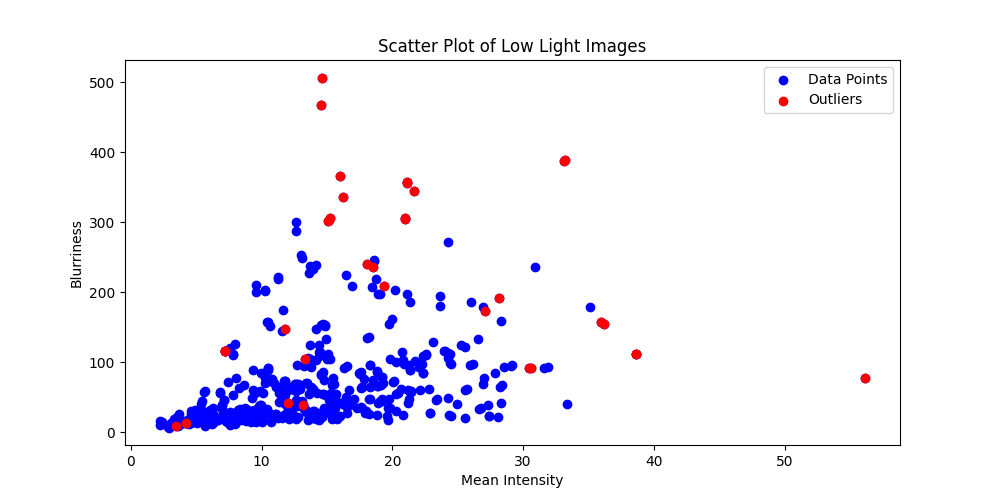 Scatter Plot of Low Light Images
Data Points
Outliers
500
400
300
200
100
0
Blurriness
0 10 20 30 40 50
Mean Intensity